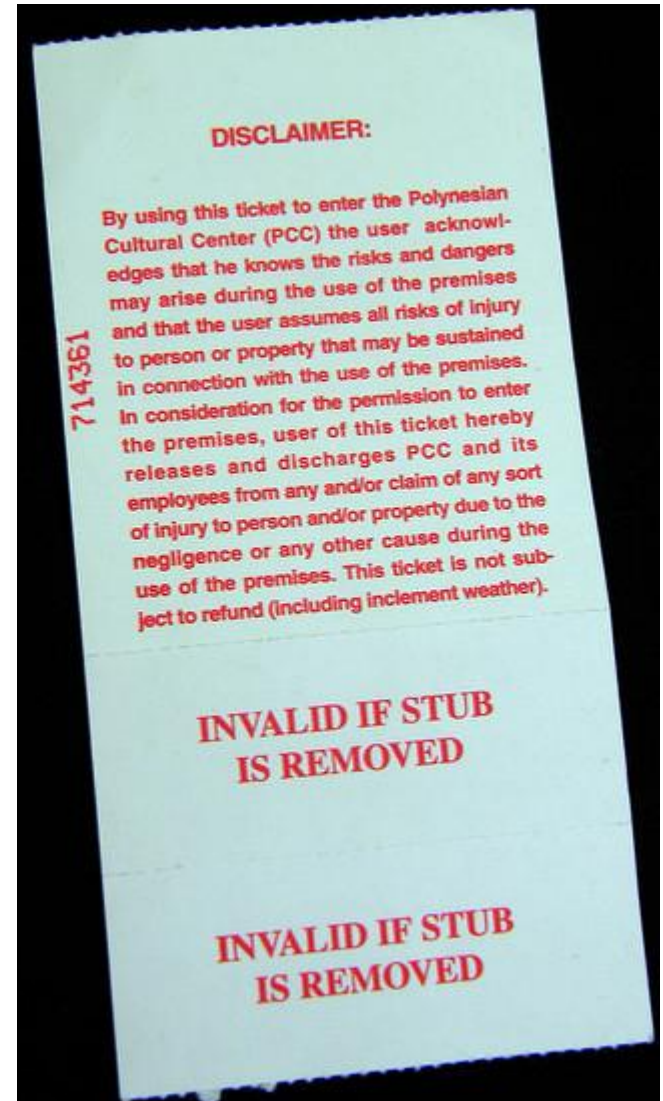 DISCLAIMER:
By using this ticket to enter the Polynesian
Cultural Center (PCC) the user acknowl-
edges that he knows the risks and dangers
may arise during the use of the premises
and that the user assumes all risks of injury
to person or property that may be sustained
in connection with the use of the premises.
In consideration for the permission to enter
the premises, user of this ticket hereby
releases and discharges PCC and its
employees from any and/or claim of any sort
of injury to person and/or property due to the
negligence or any other cause during the
use of the premises. This ticket is not sub-
ject to refund (including inclement weather).
714361
INVALID IF STUB
IS REMOVED
INVALID IF STUB
IS REMOVED